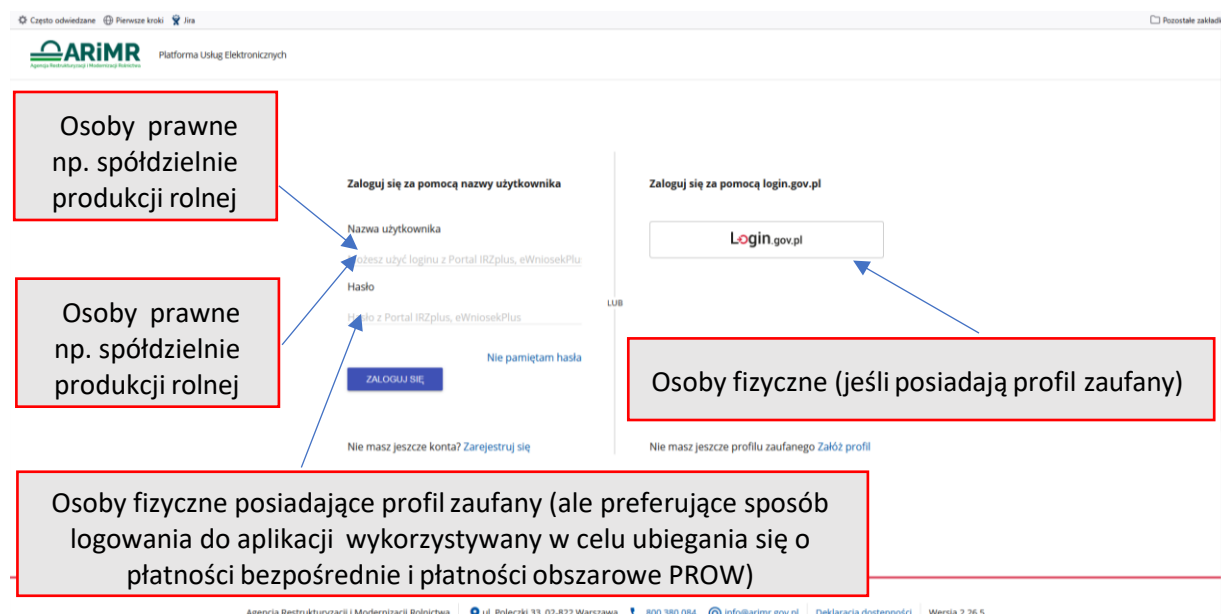 Często odwiedzane Pierwsze kroki Jira Pozostałe zakładki
ARiMR
Agencja Restrukturyzacji i Modernizacji Rolnictwa
Platforma Usług Elektronicznych
Osoby prawne
np. spółdzielnie
produkcji rolnej
Zaloguj się za pomocą nazwy użytkownika
Nazwa użytkownika
Możesz użyć loginu z Portal IRZplus, eWniosekPlu
Hasło
Hasło z Portal IRZplus, eWniosekPlus
Nie pamiętam hasła
ZALOGUJ SIĘ
Nie masz jeszcze konta? Zarejestruj się
LUB
Zaloguj się za pomocą login.gov.pl
Login.gov.pl
Nie masz jeszcze profilu zaufanego Załóż profil
Osoby prawne
np. spółdzielnie
produkcji rolnej
Osoby fizyczne (jeśli posiadają profil zaufany)
Osoby fizyczne posiadające profil zaufany (ale preferujące sposób
logowania do aplikacji wykorzystywany w celu ubiegania się o
płatności bezpośrednie i płatności obszarowe PROW)
Agencja Restrukturyzacji i Modernizacji Rolnictwa ul. Poleczki 33, 02-822 Warszawa 800 380 084 info@arimr.gov.pl Deklaracja dostępności Wersja 2.26.5